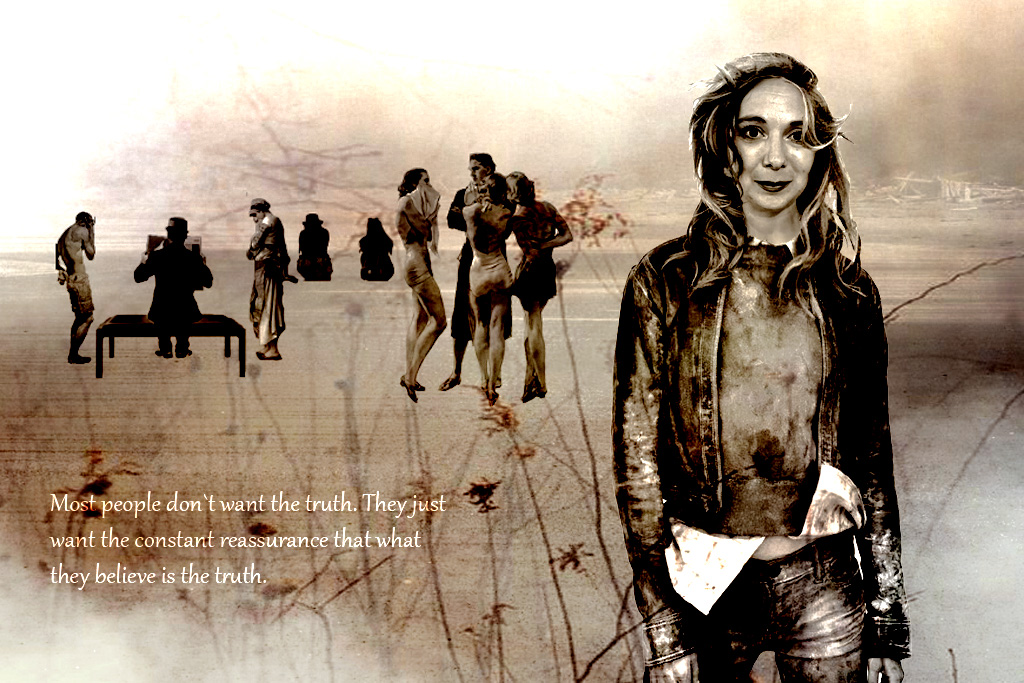 Most people don`t want the truth. They just
want the constant reassurance that what
they believe is the truth.